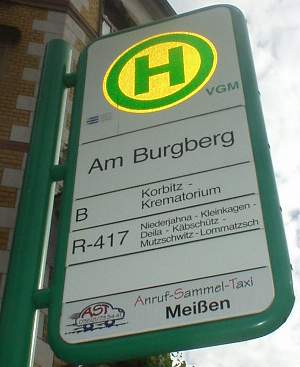 H
VGM
Am Burgberg
B
Korbitz -
Krematorium
R-417
Niederjahna - Kleinkagen -
Deila - Käbschütz -
Mutzschwitz - Lommatzsch
AST
Anruf-Sammel-Taxi
Meißen